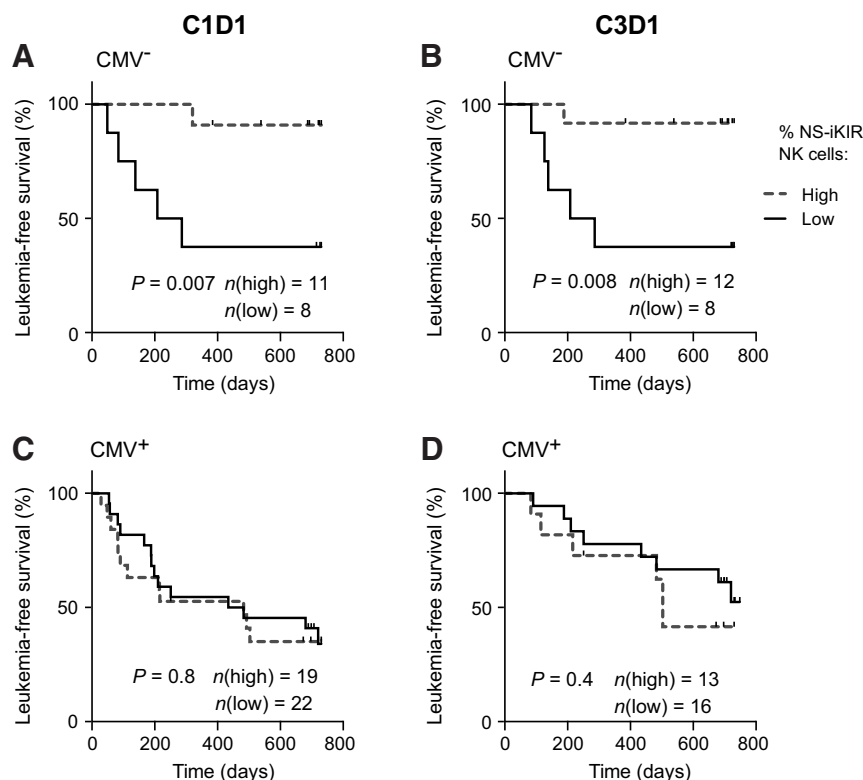 C1D1
C3D1
A
CMV⁻
Leukemia-free survival (%)
100
50
0
P = 0.007 n(high) = 11
n(low) = 8
0 200 400 600 800
Time (days)
B
CMV⁻
Leukemia-free survival (%)
100
50
0
P = 0.008 n(high) = 12
n(low) = 8
0 200 400 600 800
Time (days)
% NS-iKIR
NK cells:
High
Low
C
CMV⁺
Leukemia-free survival (%)
100
50
0
P = 0.8 n(high) = 19
n(low) = 22
0 200 400 600 800
Time (days)
D
CMV⁺
Leukemia-free survival (%)
100
50
0
P = 0.4 n(high) = 13
n(low) = 16
0 200 400 600 800
Time (days)